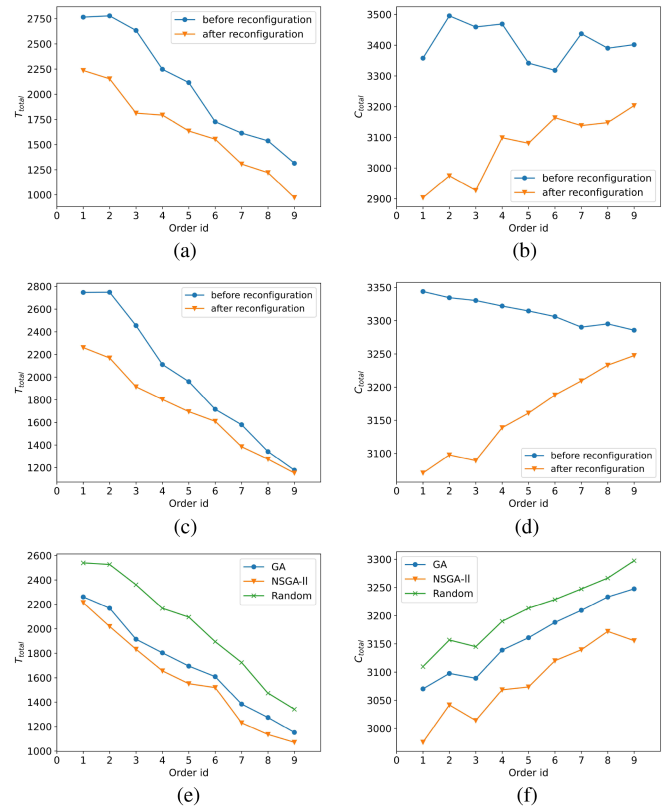 2750
2500
2250
2000
1750
1500
1250
1000
T_total
before reconfiguration
after reconfiguration
0 1 2 3 4 5 6 7 8 9
Order id
(a)
3500
3400
3300
3200
3100
3000
2900
C_total
before reconfiguration
after reconfiguration
0 1 2 3 4 5 6 7 8 9
Order id
(b)
2800
2600
2400
2200
2000
1800
1600
1400
1200
T_total
before reconfiguration
after reconfiguration
0 1 2 3 4 5 6 7 8 9
Order id
(c)
3350
3300
3250
3200
3150
3100
C_total
before reconfiguration
after reconfiguration
0 1 2 3 4 5 6 7 8 9
Order id
(d)
2600
2400
2200
2000
1800
1600
1400
1200
1000
T_total
GA
NSGA-II
Random
0 1 2 3 4 5 6 7 8 9
Order id
(e)
3300
3250
3200
3150
3100
3050
3000
C_total
GA
NSGA-II
Random
0 1 2 3 4 5 6 7 8 9
Order id
(f)